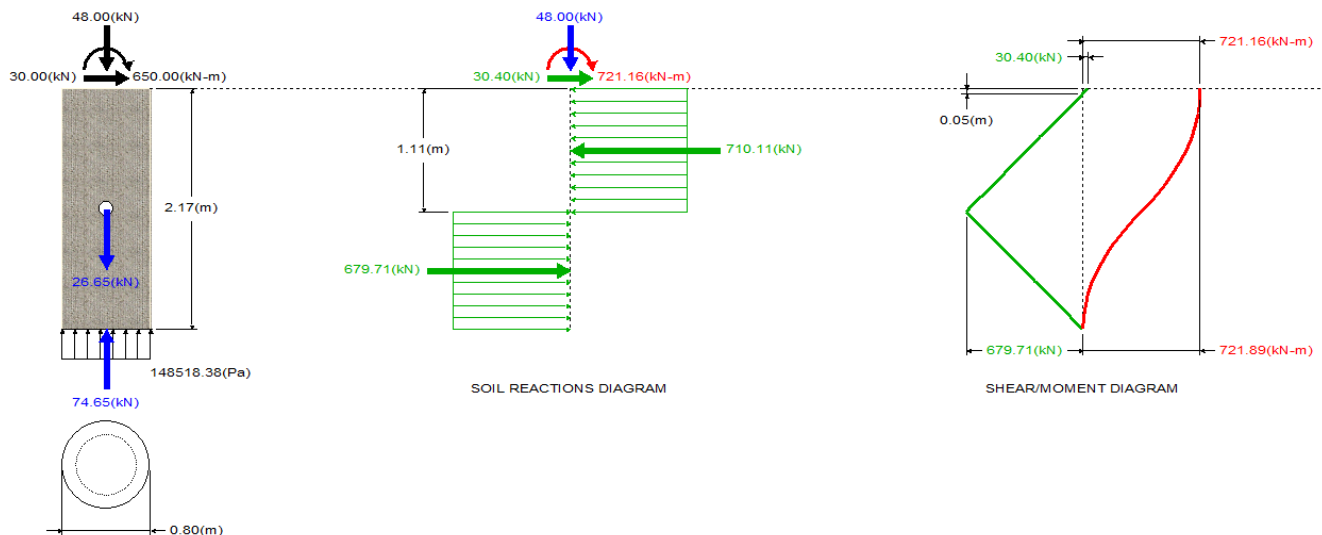 48.00(kN)
30.00(kN)
650.00(kN-m)
2.17(m)
26.65(kN)
148518.38(Pa)
74.65(kN)
0.80(m)
48.00(kN)
30.40(kN)
721.16(kN-m)
1.11(m)
710.11(kN)
679.71(kN)
SOIL REACTIONS DIAGRAM
721.16(kN-m)
30.40(kN)
0.05(m)
679.71(kN)
721.89(kN-m)
SHEAR/MOMENT DIAGRAM